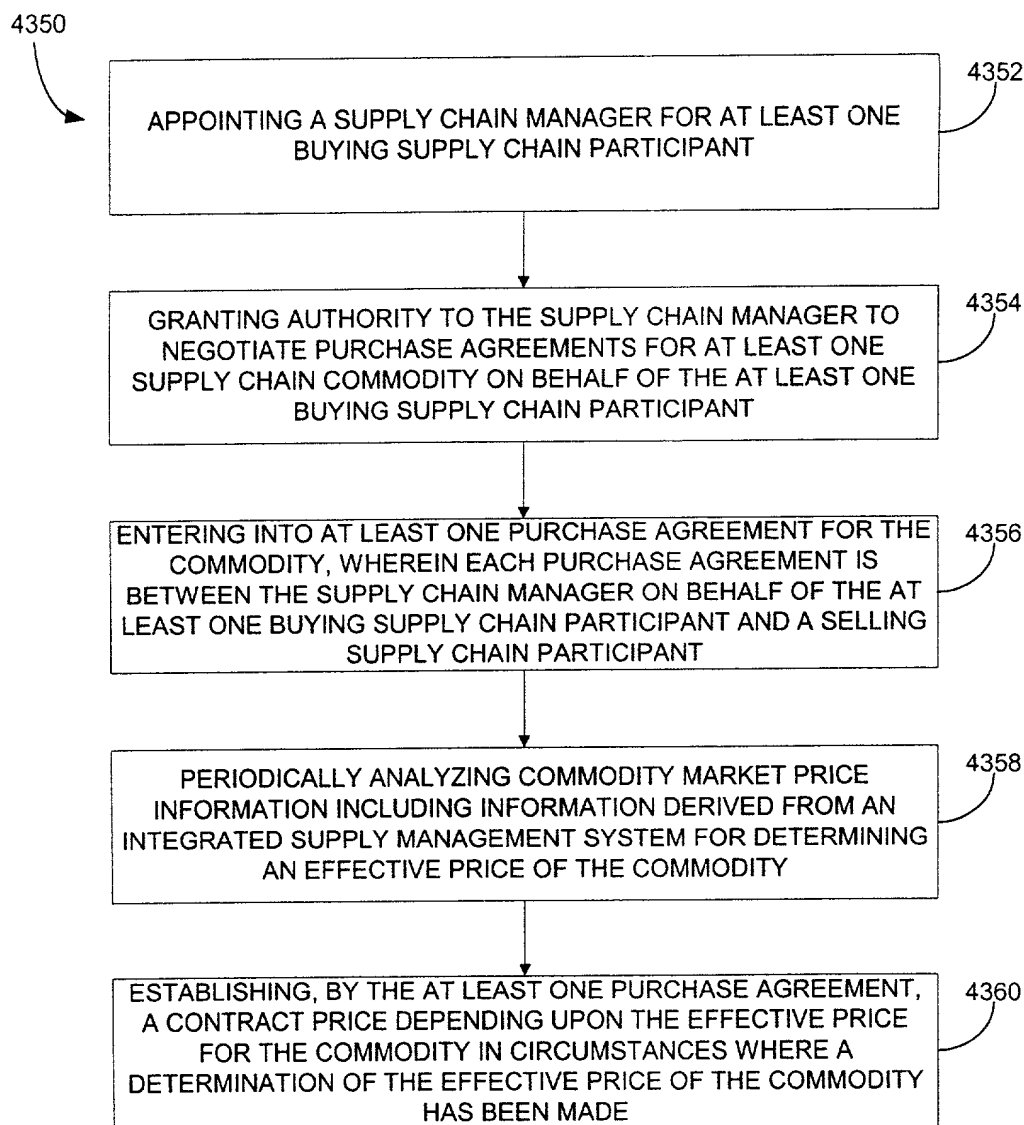 4350
4352
APPOINTING A SUPPLY CHAIN MANAGER FOR AT LEAST ONE
BUYING SUPPLY CHAIN PARTICIPANT
4354
GRANTING AUTHORITY TO THE SUPPLY CHAIN MANAGER TO
NEGOTIATE PURCHASE AGREEMENTS FOR AT LEAST ONE
SUPPLY CHAIN COMMODITY ON BEHALF OF THE AT LEAST ONE
BUYING SUPPLY CHAIN PARTICIPANT
4356
ENTERING INTO AT LEAST ONE PURCHASE AGREEMENT FOR THE
COMMODITY, WHEREIN EACH PURCHASE AGREEMENT IS
BETWEEN THE SUPPLY CHAIN MANAGER ON BEHALF OF THE AT
LEAST ONE BUYING SUPPLY CHAIN PARTICIPANT AND A SELLING
SUPPLY CHAIN PARTICIPANT
4358
PERIODICALLY ANALYZING COMMODITY MARKET PRICE
INFORMATION INCLUDING INFORMATION DERIVED FROM AN
INTEGRATED SUPPLY MANAGEMENT SYSTEM FOR DETERMINING
AN EFFECTIVE PRICE OF THE COMMODITY
4360
ESTABLISHING, BY THE AT LEAST ONE PURCHASE AGREEMENT,
A CONTRACT PRICE DEPENDING UPON THE EFFECTIVE PRICE
FOR THE COMMODITY IN CIRCUMSTANCES WHERE A
DETERMINATION OF THE EFFECTIVE PRICE OF THE COMMODITY
HAS BEEN MADE